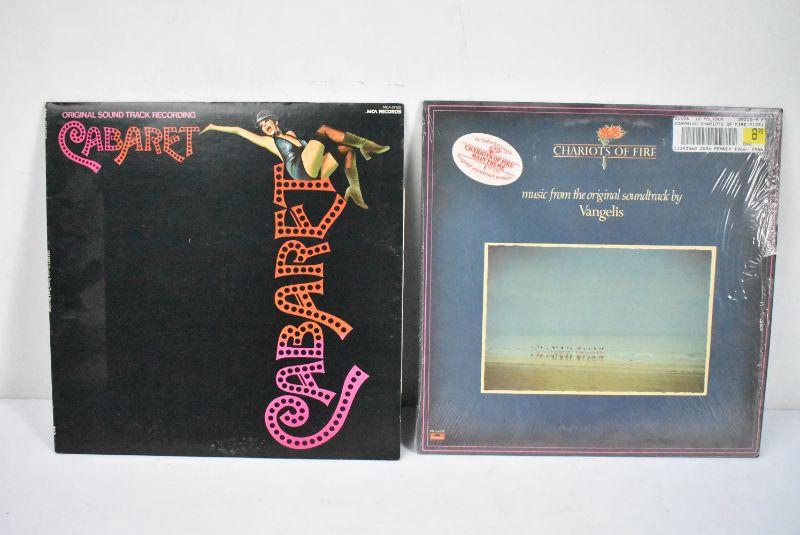 ORIGINAL SOUND TRACK RECORDING
CABARET
MCA RECORDS
CABARET
CHARIOTS OF FIRE
MAIN THEME
CHARIOTS OF FIRE
music from the original soundtrack by
Vangelis